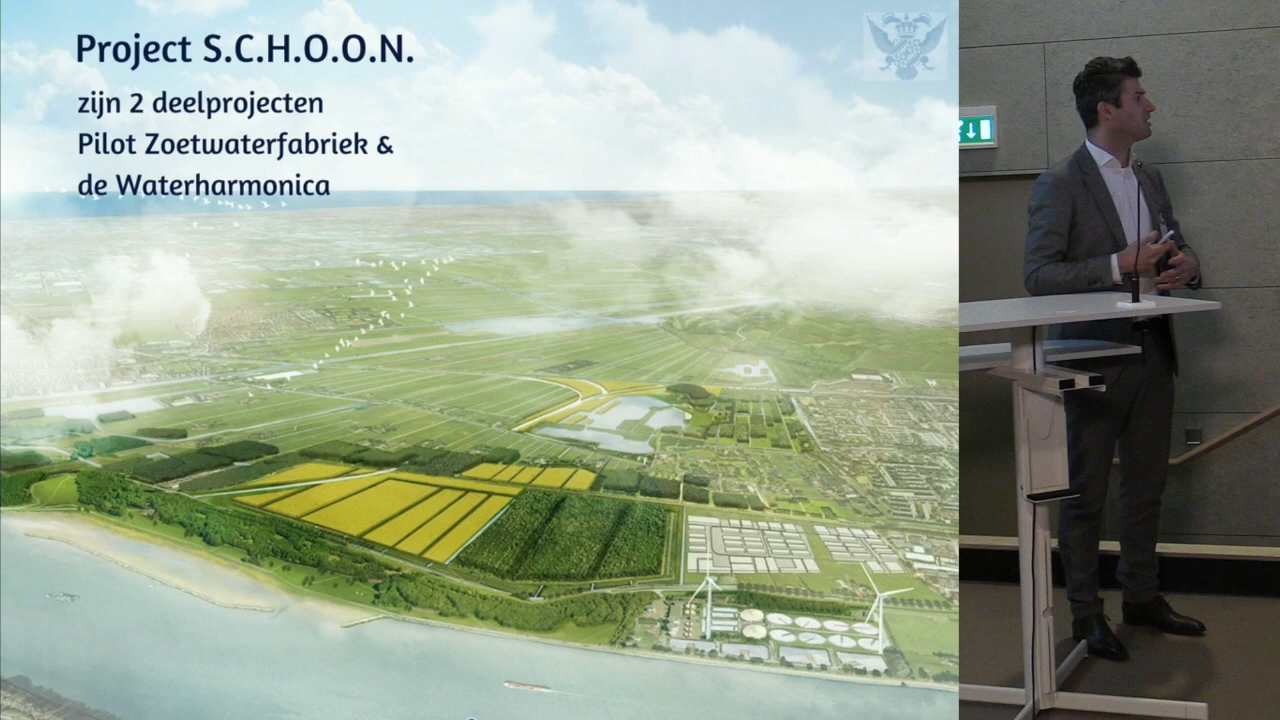 Project S.C.H.O.O.N.
zijn 2 deelprojecten
Pilot Zoetwaterfabriek &
de Waterharmonica